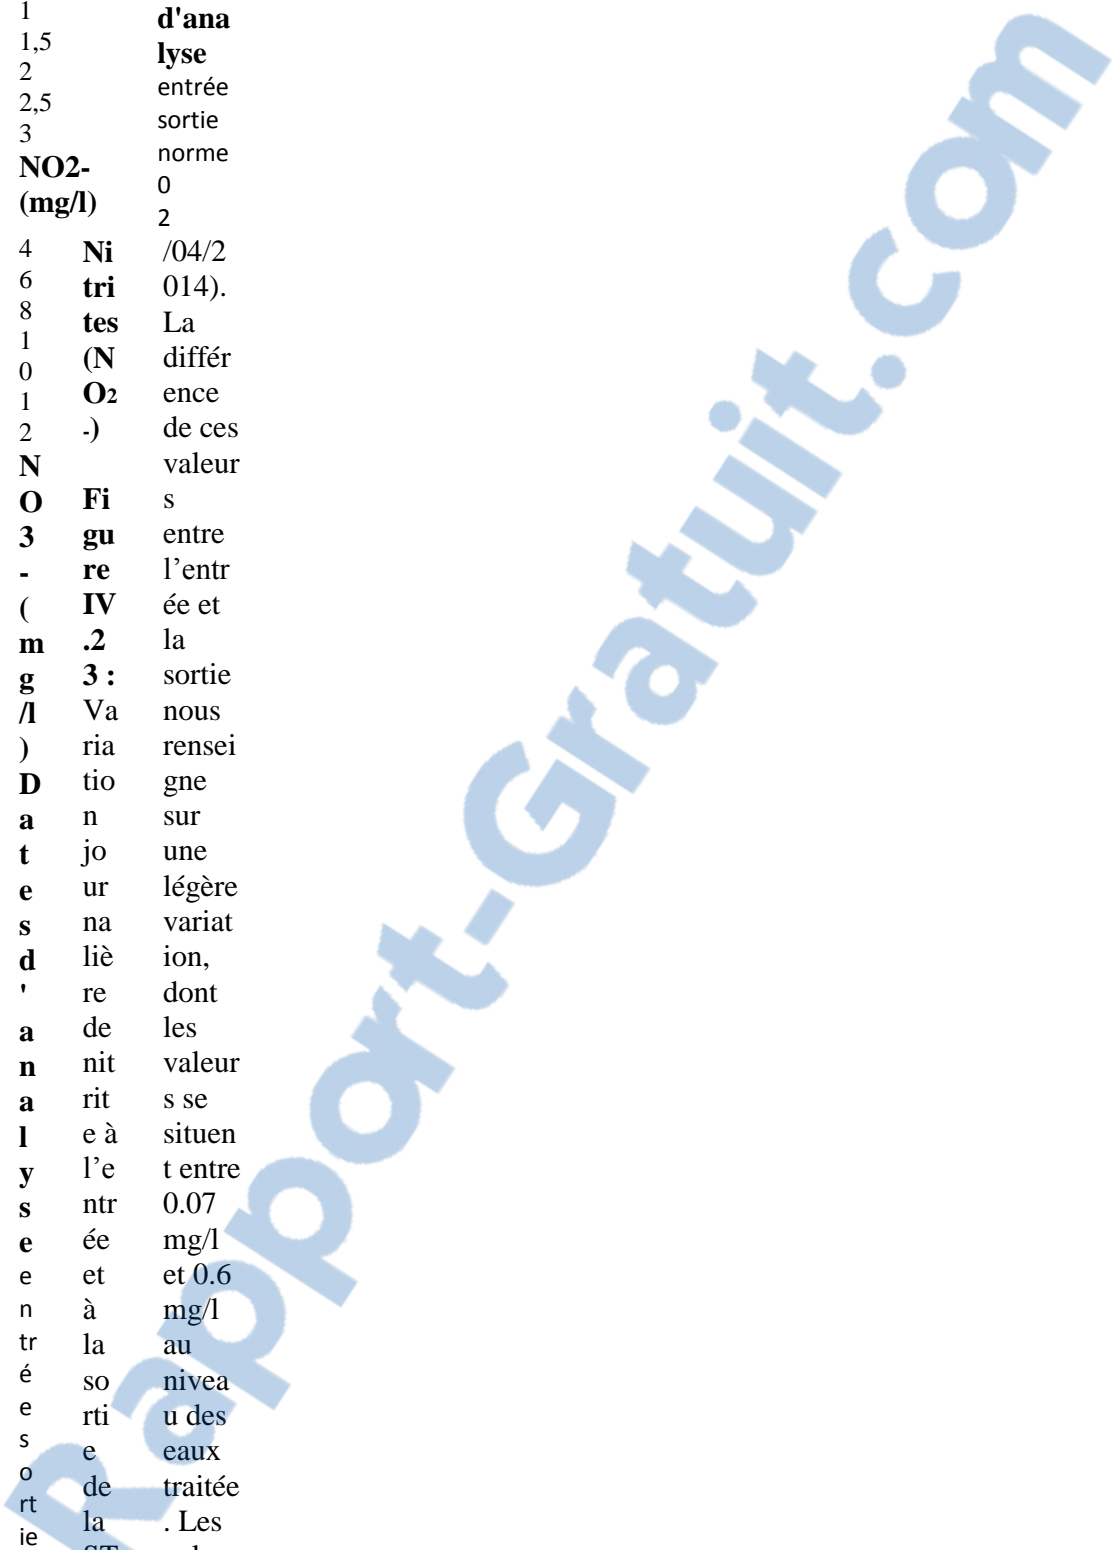 1
1,5
2
2,5
3
NO2-
(mg/l)
4
6
8
1
0
1
2
N
O
3
-
(
m
g
/l
)
D
a
t
e
s
d
'
a
n
a
l
y
s
e
e
n
tr
é
e
s
o
rt
ie
Ni
tri
tes
(N
O2
-)
Fi
gu
re
IV
.2
3 :
Va
ria
tio
n
jo
ur
na
liè
re
de
nit
rit
e à
l’e
ntr
ée
et
à
la
so
rti
e
de
la
d'ana
lyse
entrée
sortie
norme
0
2
/04/2
014).
La
différ
ence
de ces
valeur
s
entre
l’entr
ée et
la
sortie
nous
rensei
gne
sur
une
légère
variat
ion,
dont
les
valeur
s se
situen
t entre
0.07
mg/l
et 0.6
mg/l
au
nivea
u des
eaux
traitée
. Les
Rapport-Gratuit.com